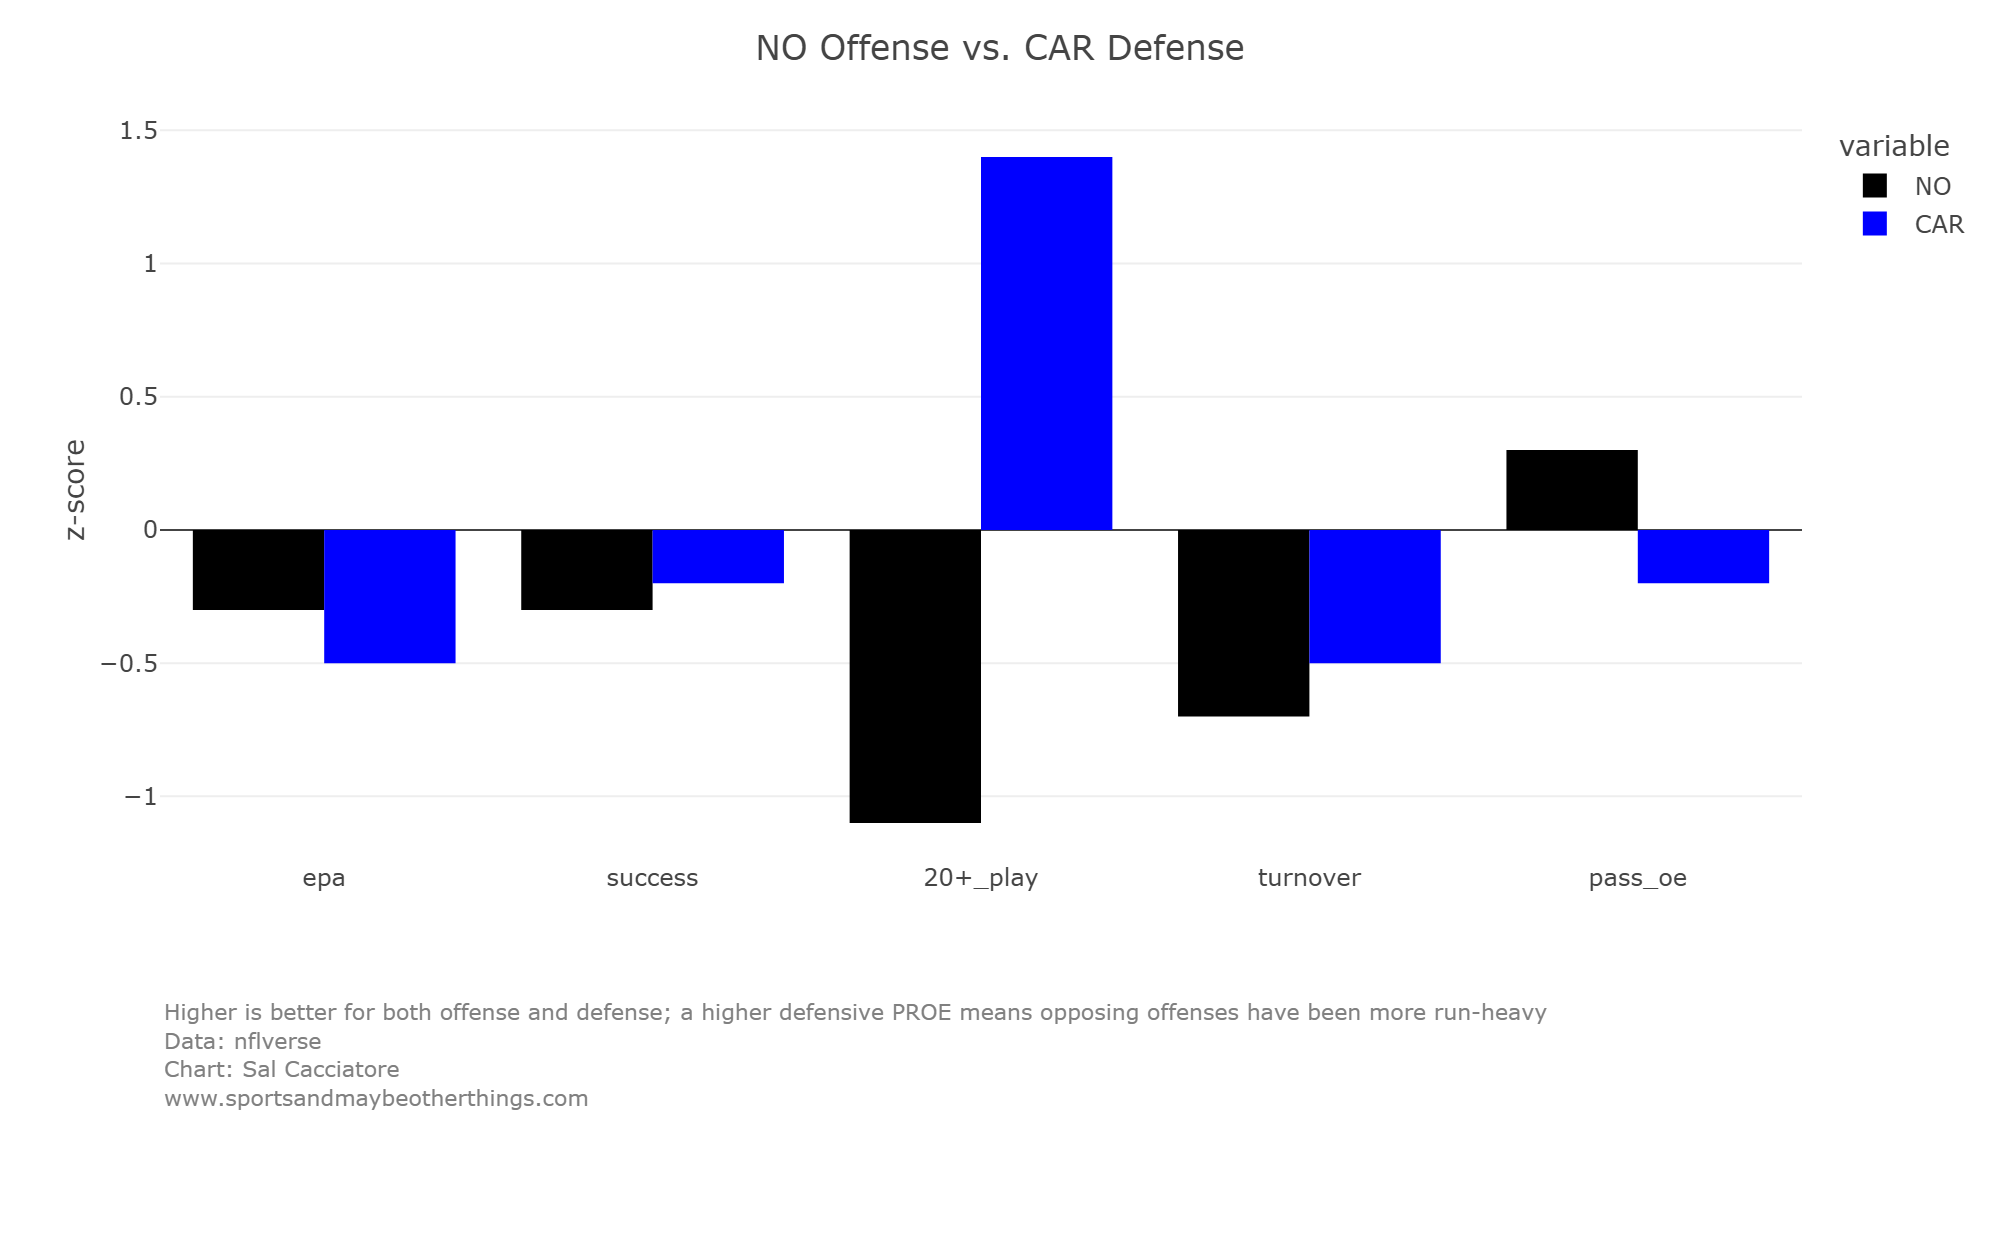 NO Offense vs. CAR Defense
variable
NO
CAR
z-score
1.5
1
0.5
0
−0.5
−1
epa
success
20+_play
turnover
pass_oe
Higher is better for both offense and defense; a higher defensive PROE means opposing offenses have been more run-heavy
Data: nflverse
Chart: Sal Cacciatore
www.sportsandmaybeotherthings.com